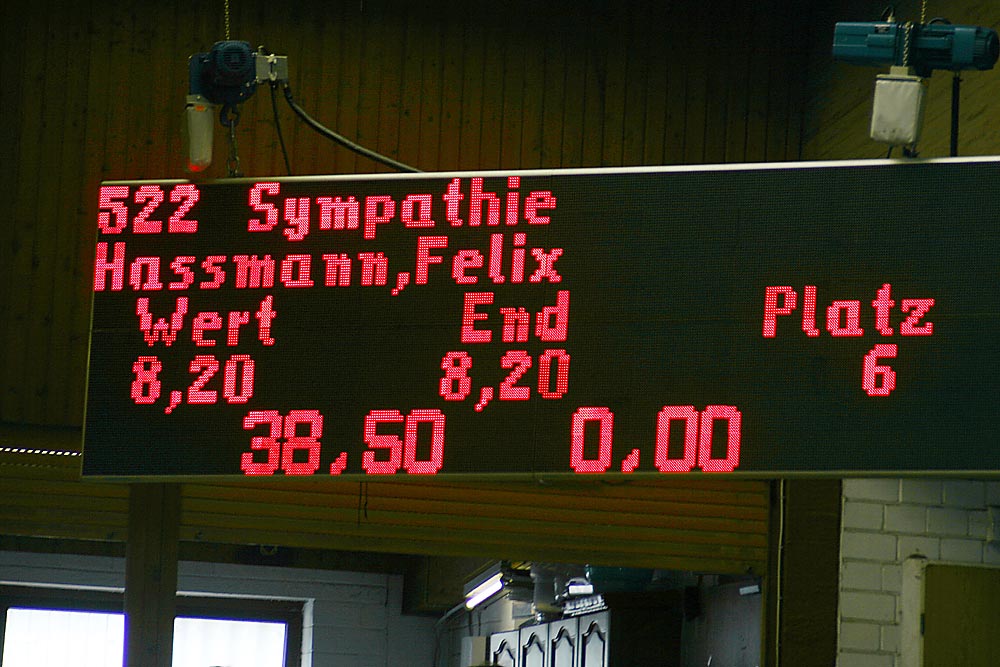 522 Sympathie
Hassmann,Felix
Wert End Platz
8,20 8,20 6
38,50 0,00